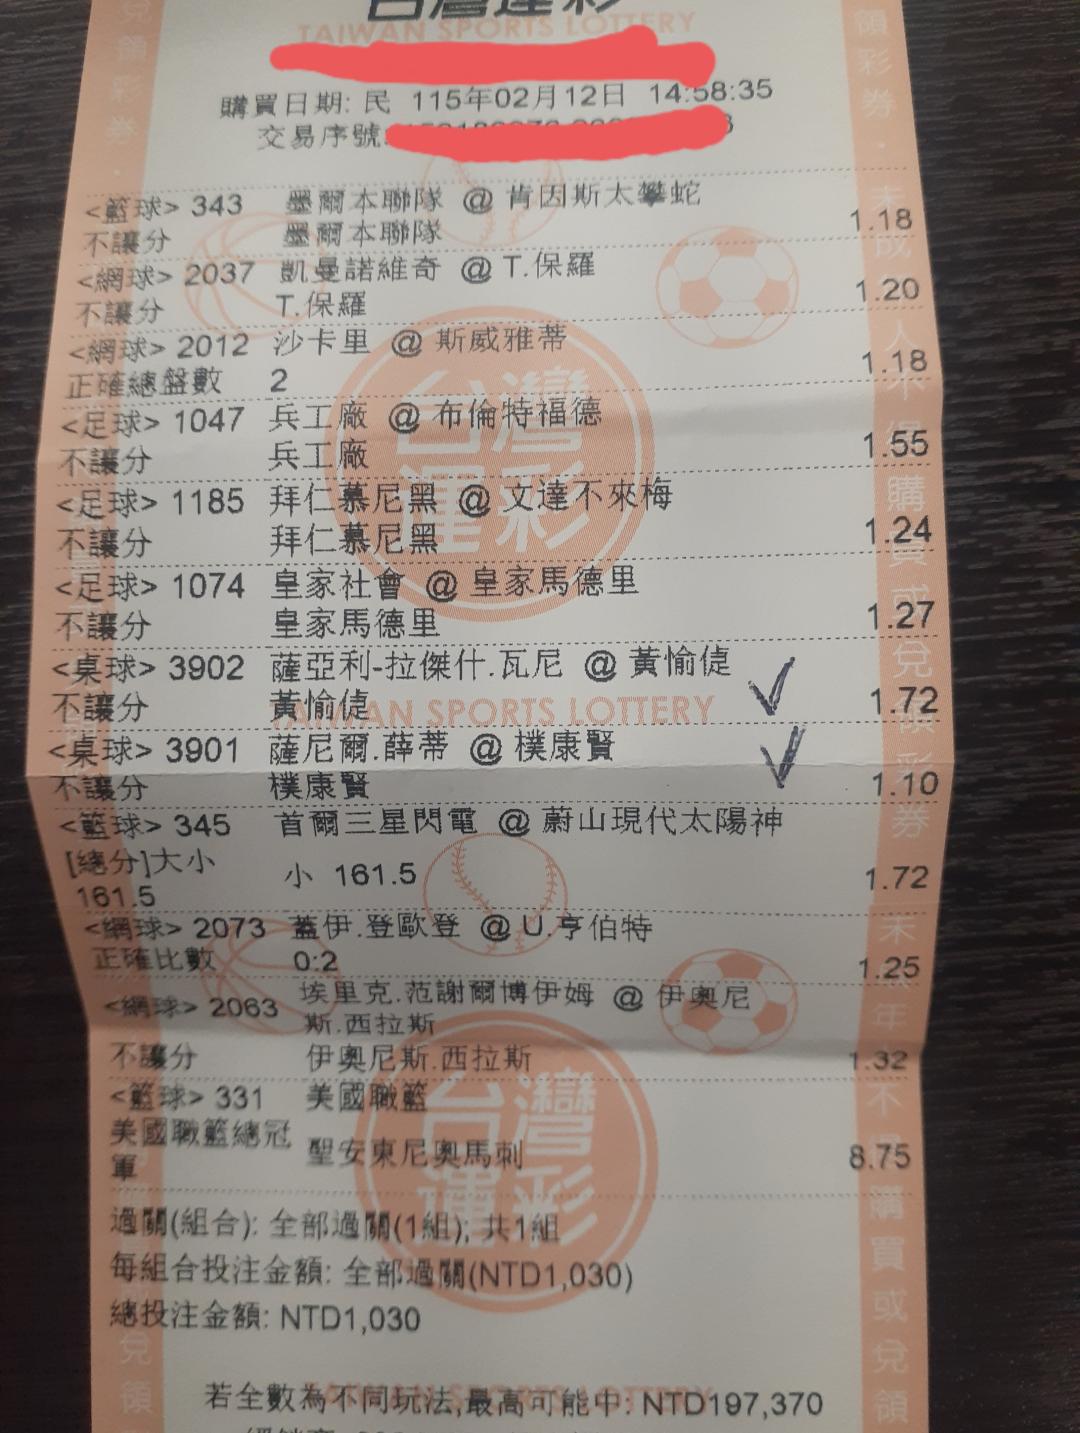 台灣運彩
TAIWAN SPORTS LOTTERY
購買日期: 民 115年02月12日 14:58:35
交易序號:
<籃球> 343 墨爾本聯隊 @ 肯因斯太攀蛇
不讓分 墨爾本聯隊 1.18
<網球> 2037 凱曼諾維奇 @ T.保羅
不讓分 T.保羅 1.20
<網球> 2012 沙卡里 @ 斯威雅蒂
正確總盤數 2 1.18
<足球> 1047 兵工廠 @ 布倫特福德
不讓分 兵工廠 1.55
<足球> 1185 拜仁慕尼黑 @ 文達不來梅
不讓分 拜仁慕尼黑 1.24
<足球> 1074 皇家社會 @ 皇家馬德里
不讓分 皇家馬德里 1.27
<桌球> 3902 薩亞利-拉傑什.瓦尼 @ 黃愉偼
不讓分 黃愉偼 1.72
TAIWAN SPORTS LOTTERY
<桌球> 3901 薩尼爾.薛蒂 @ 樸康賢
不讓分 樸康賢 1.10
<籃球> 345 首爾三星閃電 @ 蔚山現代太陽神
[總分]大小 小 161.5 1.72
161.5
<網球> 2073 蓋伊.登歐登 @ U.亨伯特
正確比數 0:2 1.25
<網球> 2063 埃里克.范謝爾博伊姆 @ 伊奧尼
斯.西拉斯
不讓分 伊奧尼斯.西拉斯 1.32
<籃球> 331 美國職籃
美國職籃總冠 聖安東尼奧馬刺 8.75
軍
過關(組合): 全部過關(1組); 共1組
每組合投注金額: 全部過關(NTD1,030)
總投注金額: NTD1,030
TAIWAN SPORTS LOTTERY
若全數為不同玩法,最高可能中: NTD197,370